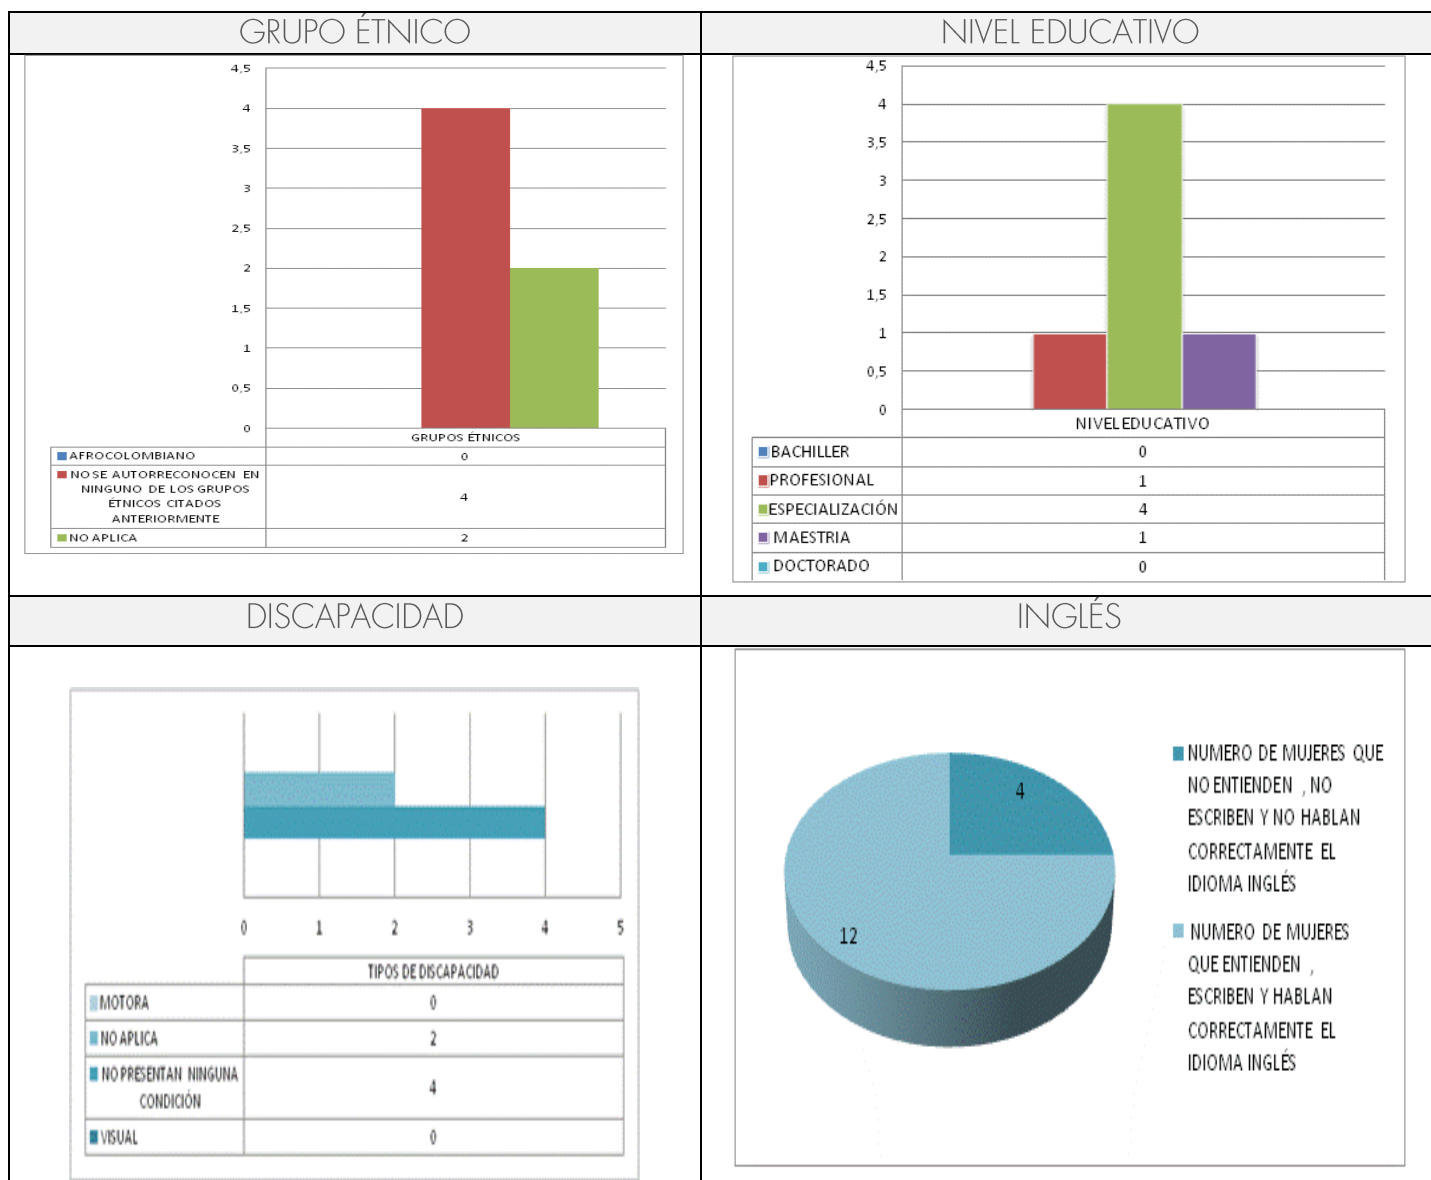 GRUPO ÉTNICO
4,5
4
3,5
3
2,5
2
1,5
1
0,5
0
GRUPOS ÉTNICOS
AFROCOLOMBIANO 0
NO SE AUTORRECONOCEN EN
NINGUNO DE LOS GRUPOS
ÉTNICOS CITADOS
ANTERIORMENTE
4
NO APLICA 2
NIVEL EDUCATIVO
4,5
4
3,5
3
2,5
2
1,5
1
0,5
0
NIVEL EDUCATIVO
BACHILLER 0
PROFESIONAL 1
ESPECIALIZACIÓN 4
MAESTRIA 1
DOCTORADO 0
DISCAPACIDAD
0 1 2 3 4 5
TIPOS DE DISCAPACIDAD
MOTORA 0
NO APLICA 2
NO PRESENTAN NINGUNA
CONDICIÓN
4
VISUAL 0
INGLÉS
4
12
NUMERO DE MUJERES QUE
NO ENTIENDEN , NO
ESCRIBEN Y NO HABLAN
CORRECTAMENTE EL
IDIOMA INGLÉS
NUMERO DE MUJERES
QUE ENTIENDEN ,
ESCRIBEN Y HABLAN
CORRECTAMENTE EL
IDIOMA INGLÉS